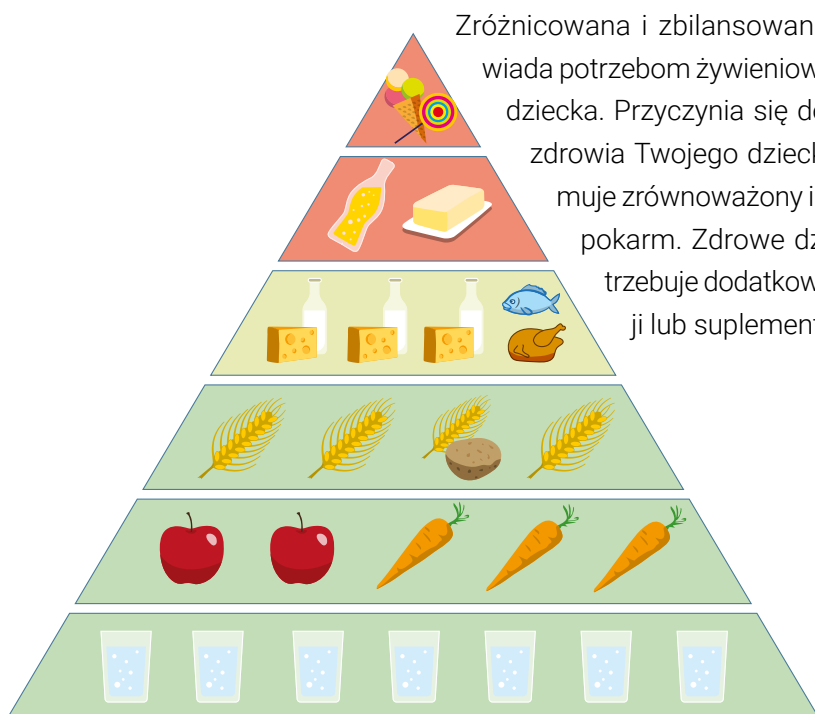 Zróżnicowana i zbilansowan
wiada potrzebom żywieniow
dziecka. Przyczynia się d
zdrowia Twojego dzieck
muje zrównoważony i
pokarm. Zdrowe dz
trzebuje dodatkow
ji lub suplement